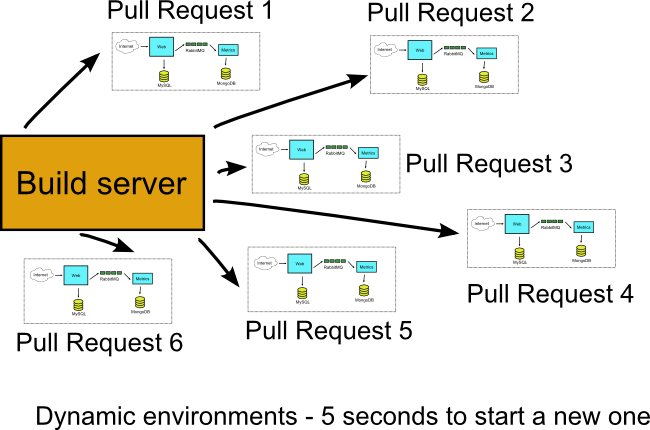 Pull Request 1
Internet
Web
RabbitMQ
Metrics
MySQL
MongoDB
Pull Request 2
Internet
Web
RabbitMQ
Metrics
MySQL
MongoDB
Build server
Internet
Web
RabbitMQ
Metrics
MySQL
MongoDB
Pull Request 3
Internet
Web
RabbitMQ
Metrics
MySQL
MongoDB
Pull Request 4
Internet
Web
RabbitMQ
Metrics
MySQL
MongoDB
Pull Request 5
Internet
Web
RabbitMQ
Metrics
MySQL
MongoDB
Pull Request 6
Dynamic environments - 5 seconds to start a new one